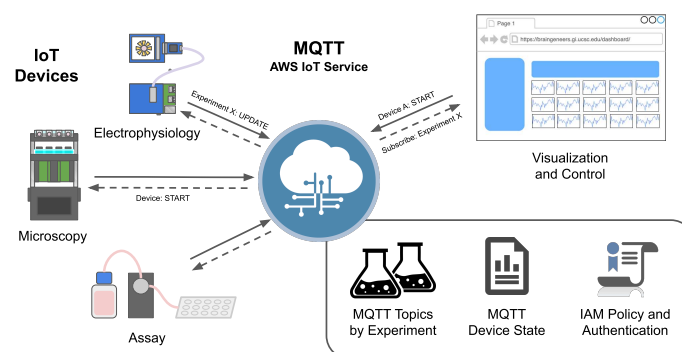 IoT
Devices
MQTT
AWS IoT Service
Page 1
https://braingeneers.gi.ucsc.edu/dashboard/
Experiment X: UPDATE
Device A: START
Subscribe: Experiment X
Electrophysiology
Visualization
and Control
Device: START
Microscopy
Assay
MQTT Topics
by Experiment
MQTT
Device State
IAM Policy and
Authentication